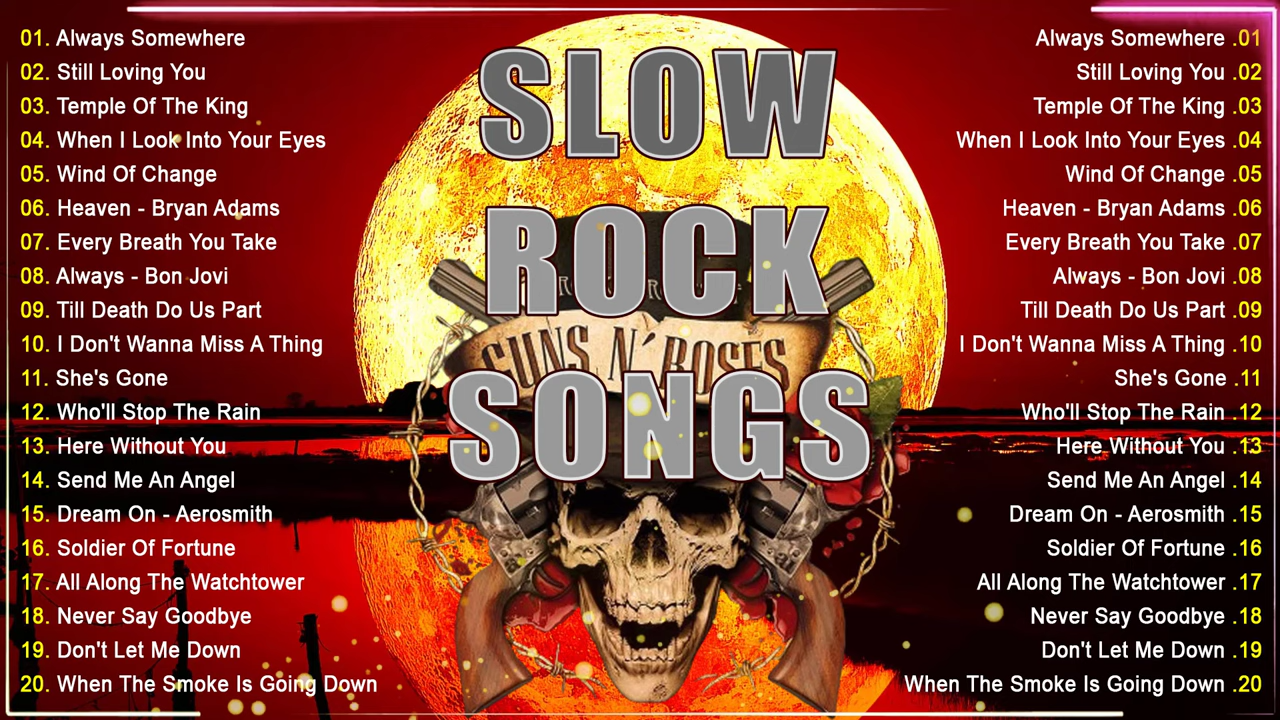 01. Always Somewhere
02. Still Loving You
03. Temple Of The King
04. When I Look Into Your Eyes
05. Wind Of Change
06. Heaven - Bryan Adams
07. Every Breath You Take
08. Always - Bon Jovi
09. Till Death Do Us Part
10. I Don't Wanna Miss A Thing
11. She's Gone
12. Who'll Stop The Rain
13. Here Without You
14. Send Me An Angel
15. Dream On - Aerosmith
16. Soldier Of Fortune
17. All Along The Watchtower
18. Never Say Goodbye
19. Don't Let Me Down
20. When The Smoke Is Going Down
SLOW
ROCK
GUNS N' ROSES
SONGS
Always Somewhere .01
Still Loving You .02
Temple Of The King .03
When I Look Into Your Eyes .04
Wind Of Change .05
Heaven - Bryan Adams .06
Every Breath You Take .07
Always - Bon Jovi .08
Till Death Do Us Part .09
I Don't Wanna Miss A Thing .10
She's Gone .11
Who'll Stop The Rain .12
Here Without You .13
Send Me An Angel .14
Dream On - Aerosmith .15
Soldier Of Fortune .16
All Along The Watchtower .17
Never Say Goodbye .18
Don't Let Me Down .19
When The Smoke Is Going Down .20